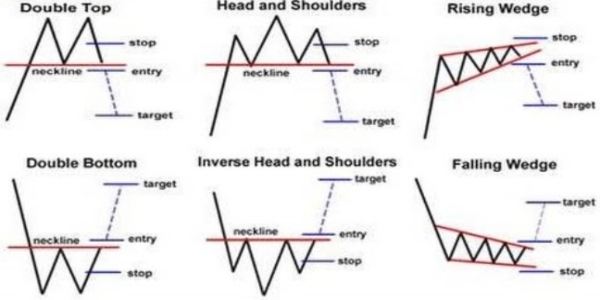 Double Top
stop
neckline
entry
target
Head and Shoulders
stop
neckline
entry
target
Rising Wedge
stop
entry
target
Double Bottom
target
neckline
entry
stop
Inverse Head and Shoulders
target
neckline
entry
stop
Falling Wedge
target
entry
stop